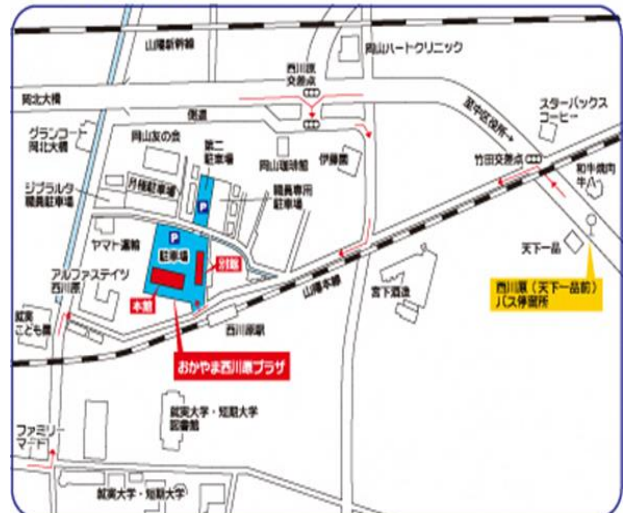 山陽新幹線
岡山ハートクリニック
西川原
交差点
岡北大橋
側道
至中区役所→
スターバックス
コーヒー
グランコート
岡北大橋
岡山友の会
第二
駐車場
岡山珈琲館
伊藤園
竹田交差点
和牛焼肉
牛八
月極駐車場
ジブラルタ
職員駐車場
P
職員専用
駐車場
ヤマト運輸
P
駐車場
別館
本館
天下一品
アルファステイツ
西川原
山陽本線
宮下酒造
西川原(天下一品前)
バス停留所
就実
こども園
西川原駅
おかやま西川原プラザ
就実大学・短期大学
図書館
ファミリー
マート
就実大学・短期大学